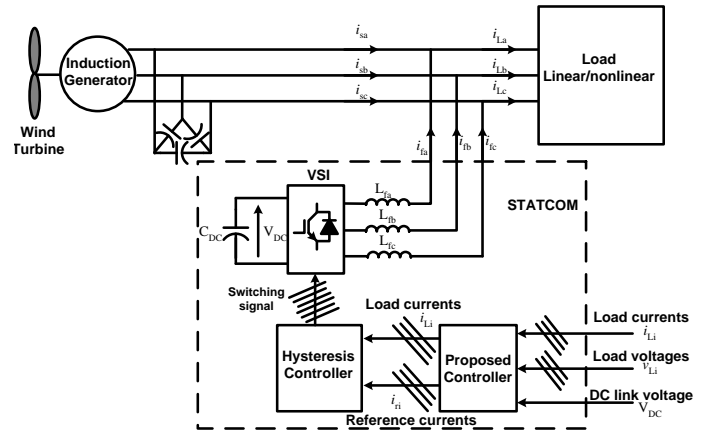 i_sa
i_La
Induction
Generator
i_sb
i_Lb
Load
Linear/nonlinear
i_sc
i_Lc
Wind
Turbine
i_fa
i_fb
i_fc
VSI
STATCOM
L_fa
L_fb
L_fc
C_DC
V_DC
Switching
signal
Load currents
i_Li
Load currents
i_Li
Hysteresis
Controller
Proposed
Controller
Load voltages
v_Li
i_ri
DC link voltage
V_DC
Reference currents